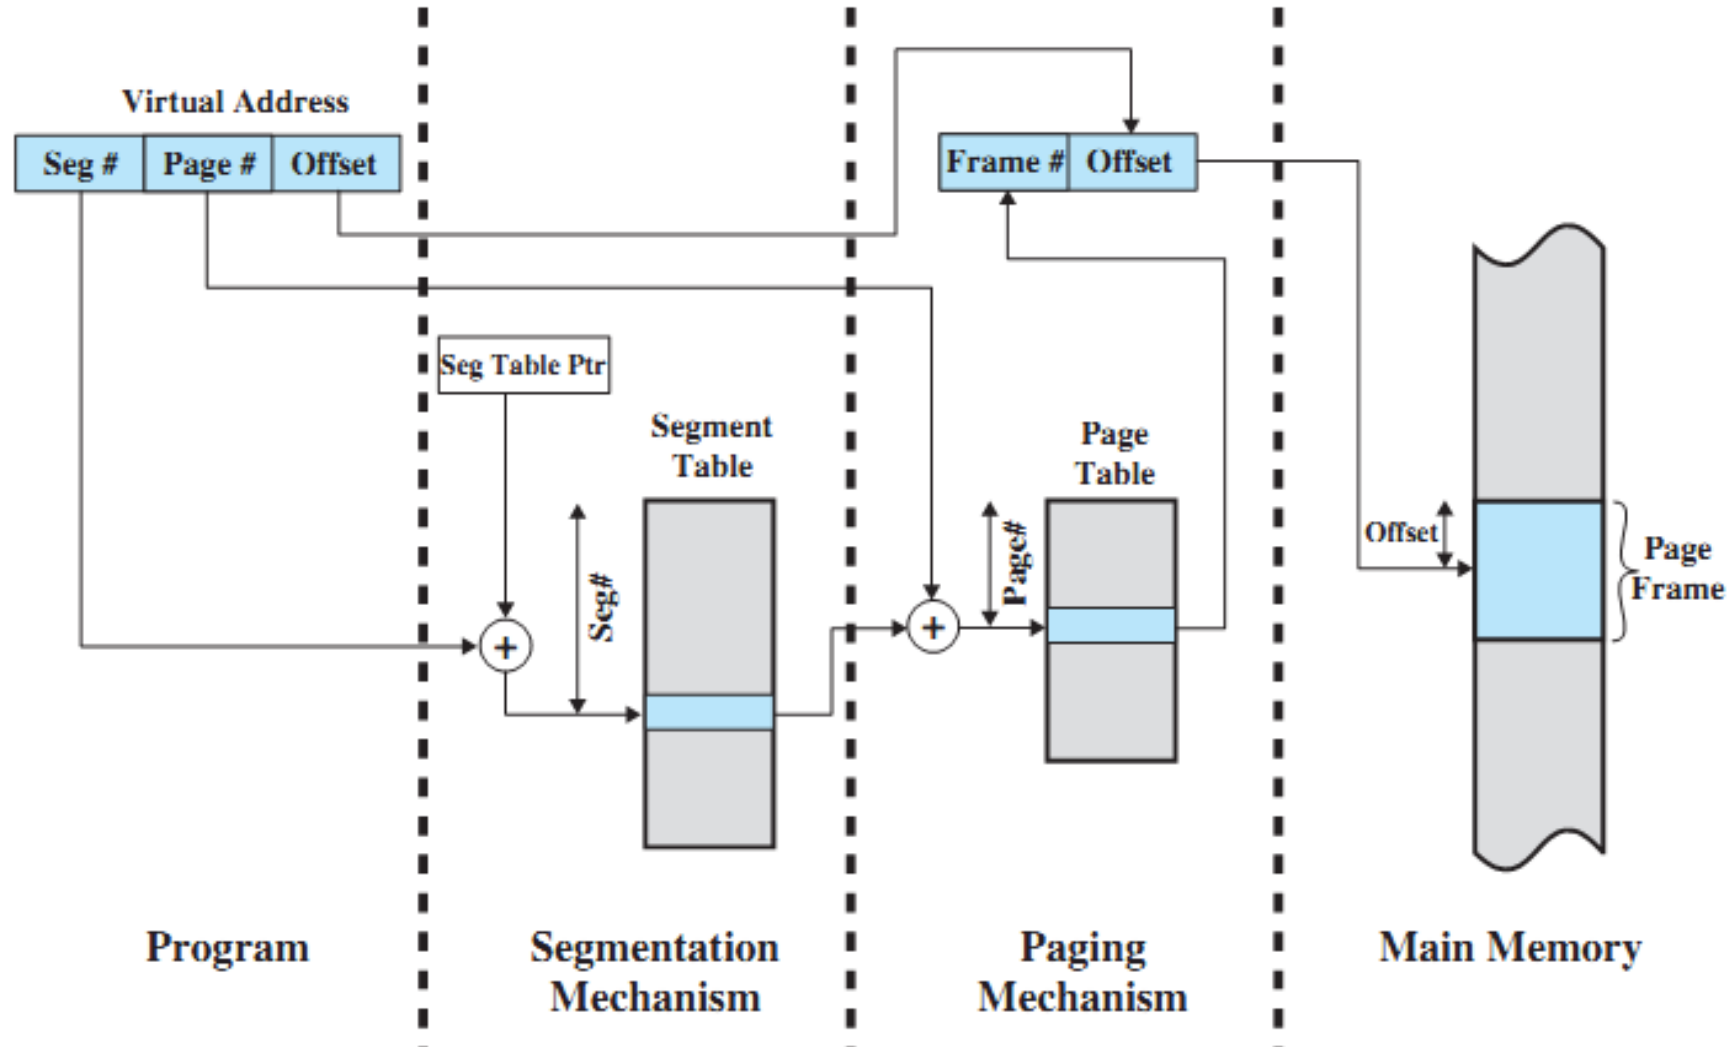 Virtual Address
Seg # Page # Offset
Frame # Offset
Seg Table Ptr
Segment
Table
Page
Table
Seg#
+
Page#
+
Offset
Page
Frame
Program
Segmentation
Mechanism
Paging
Mechanism
Main Memory